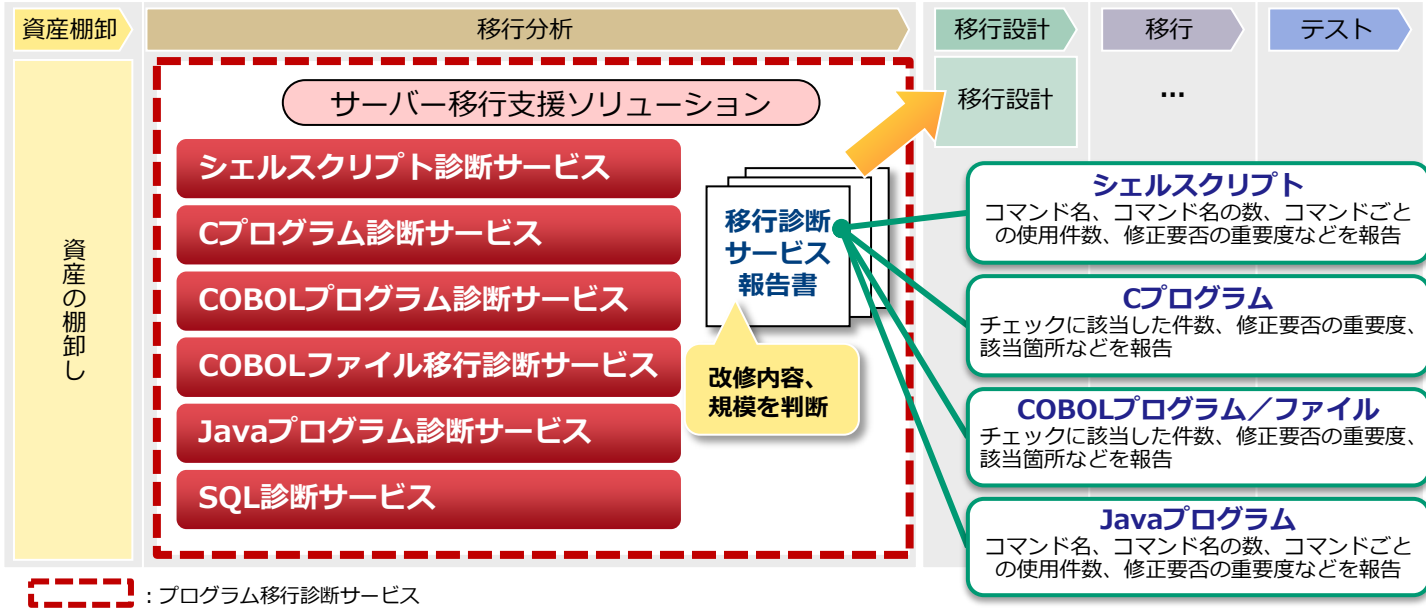 資産棚卸
移行分析
移行設計
移行
テスト
資産の棚卸し
サーバー移行支援ソリューション
シェルスクリプト診断サービス
Cプログラム診断サービス
COBOLプログラム診断サービス
COBOLファイル移行診断サービス
Javaプログラム診断サービス
SQL診断サービス
移行診断
サービス
報告書
改修内容、
規模を判断
移行設計
…
シェルスクリプト
コマンド名、コマンド名の数、コマンドごと
の使用件数、修正要否の重要度などを報告
Cプログラム
チェックに該当した件数、修正要否の重要度、
該当箇所などを報告
COBOLプログラム／ファイル
チェックに該当した件数、修正要否の重要度、
該当箇所などを報告
Javaプログラム
コマンド名、コマンド名の数、コマンドごと
の使用件数、修正要否の重要度などを報告
：プログラム移行診断サービス